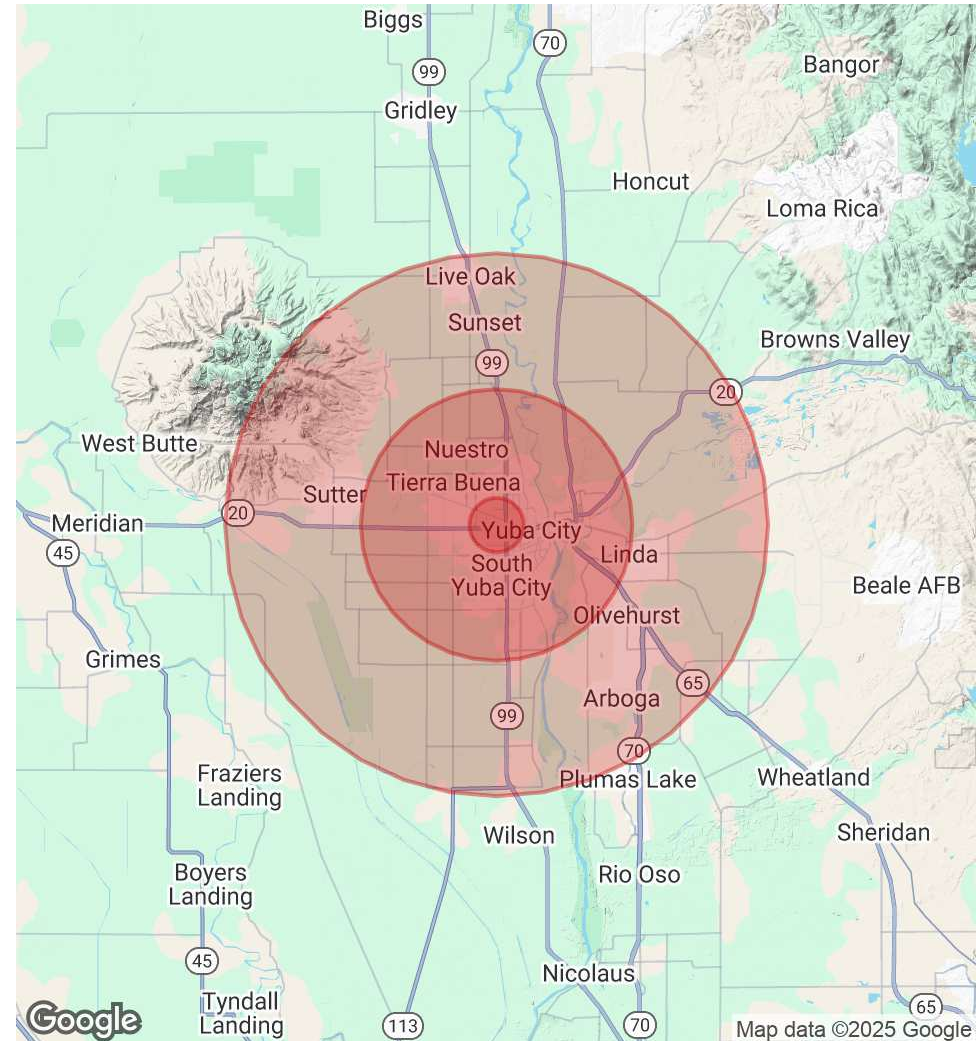 Biggs
70
99
Bangor
Gridley
Honcut
Loma Rica
Live Oak
Sunset
99
Browns Valley
20
West Butte
Nuestro
Tierra Buena
Sutter
20
Meridian
Yuba City
45
Linda
South
Yuba City
Beale AFB
Olivehurst
Grimes
65
Arboga
99
70
Fraziers
Landing
Plumas Lake
Wheatland
Wilson
Sheridan
Boyers
Landing
Rio Oso
45
Nicolaus
Tyndall
Landing
65
Google
113
70
Map data ©2025 Google